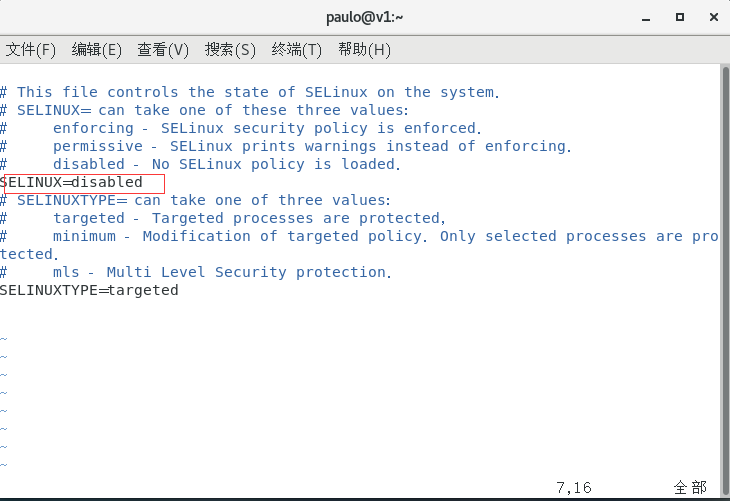 paulo@v1:~
文件(F) 编辑(E) 查看(V) 搜索(S) 终端(T) 帮助(H)
# This file controls the state of SELinux on the system.
# SELINUX= can take one of these three values:
#     enforcing - SELinux security policy is enforced.
#     permissive - SELinux prints warnings instead of enforcing.
#     disabled - No SELinux policy is loaded.
SELINUX=disabled
# SELINUXTYPE= can take one of three values:
#     targeted - Targeted processes are protected,
#     minimum - Modification of targeted policy. Only selected processes are pro
tected.
#     mls - Multi Level Security protection.
SELINUXTYPE=targeted
~
~
~
~
~
~
~
~
7,16 全部